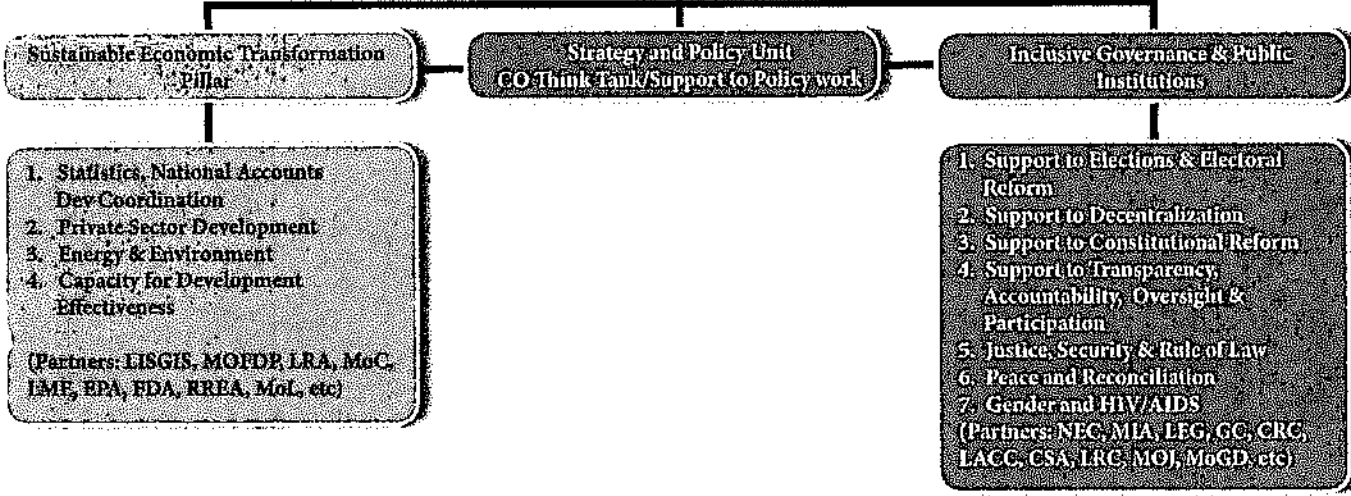 Sustainable Economic Transformation
Pillar
Strategy and Policy Unit
CO Think Tank/Support to Policy work
Inclusive Governance & Public
Institutions
1. Statistics, National Accounts
Dev Coordination
2. Private Sector Development
3. Energy & Environment
4. Capacity for Development
Effectiveness
(Partners: LISGIS, MOFDP, LRA, MoC,
LME, EPA, FDA, RREA, MoL, etc)
1. Support to Elections & Electoral
Reform
2. Support to Decentralization
3. Support to Constitutional Reform
4. Support to Transparency,
Accountability, Oversight &
Participation
5. Justice, Security & Rule of Law
6. Peace and Reconciliation
7. Gender and HIV/AIDS
(Partners: NEC, MIA, LEG, GC, CRC,
LACC, CSA, LRC, MOJ, MoGD, etc)